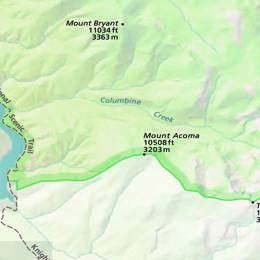 Mount Bryant
11034 ft
3363 m
Columbine
Creek
Scenic
Trail
Mount Acoma
10508 ft
3203 m